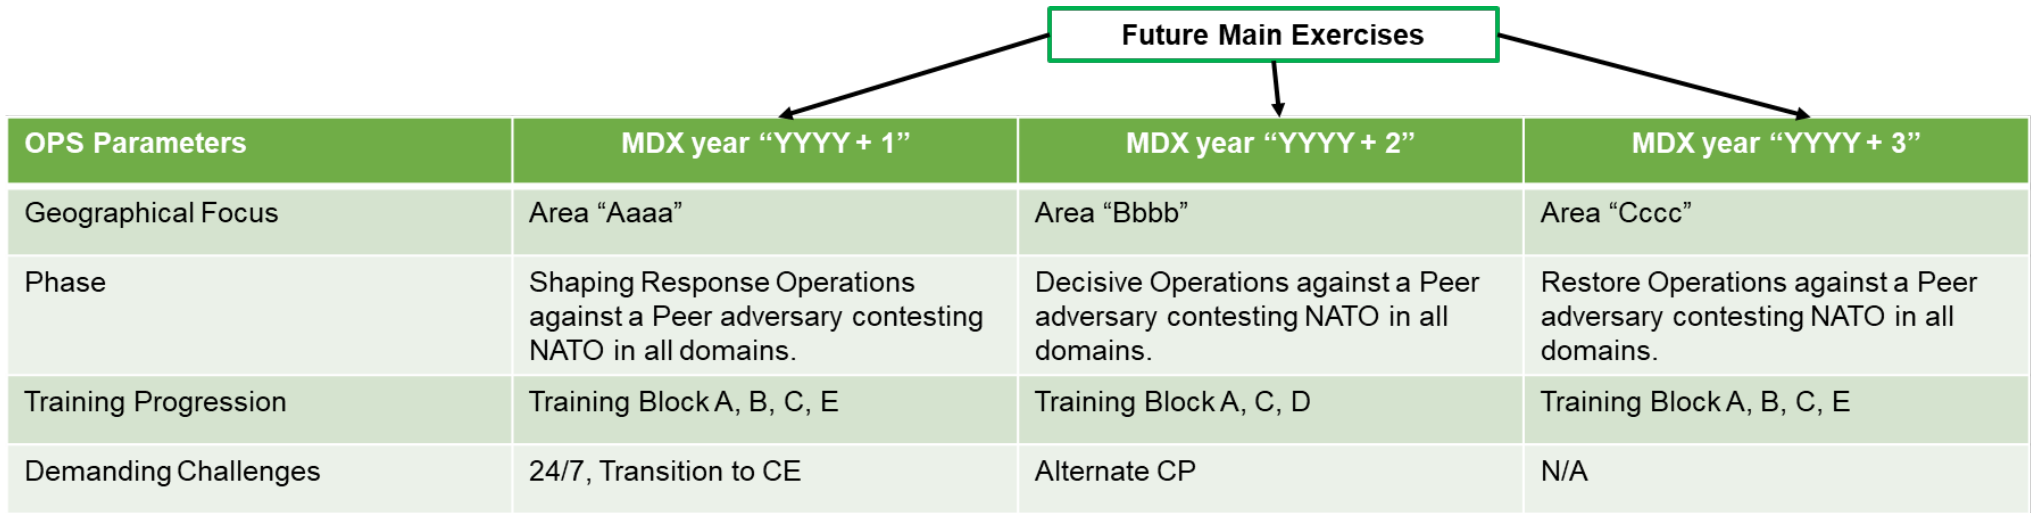 Future Main Exercises
OPS Parameters
MDX year “YYYY + 1”
MDX year “YYYY + 2”
MDX year “YYYY + 3”
Geographical Focus
Area “Aaaa”
Area “Bbbb”
Area “Cccc”
Phase
Shaping Response Operations
against a Peer adversary contesting
NATO in all domains.
Decisive Operations against a Peer
adversary contesting NATO in all
domains.
Restore Operations against a Peer
adversary contesting NATO in all
domains.
Training Progression
Training Block A, B, C, E
Training Block A, C, D
Training Block A, B, C, E
Demanding Challenges
24/7, Transition to CE
Alternate CP
N/A